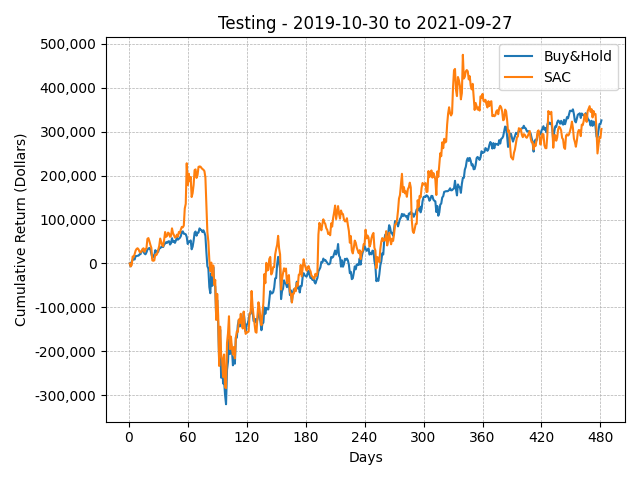 Testing - 2019-10-30 to 2021-09-27
Buy&Hold
SAC
Cumulative Return (Dollars)
500,000
400,000
300,000
200,000
100,000
0
-100,000
-200,000
-300,000
0 60 120 180 240 300 360 420 480
Days